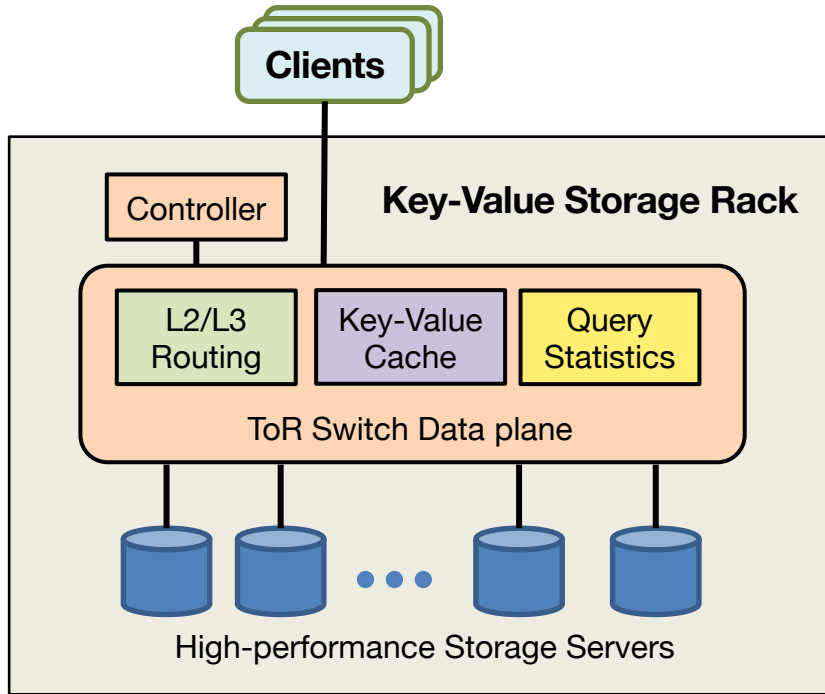 Clients
Key-Value Storage Rack
Controller
L2/L3
Routing
Key-Value
Cache
Query
Statistics
ToR Switch Data plane
High-performance Storage Servers